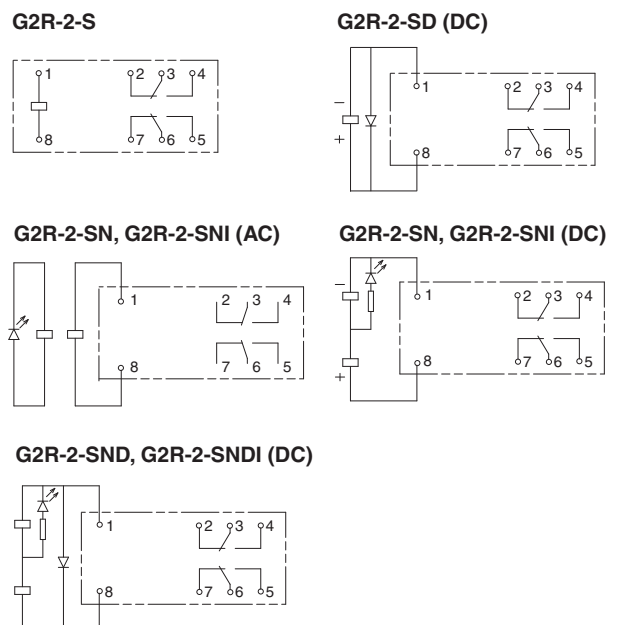 G2R-2-S
1 2 3 4
8 7 6 5
G2R-2-SD (DC)
–
+
1 2 3 4
8 7 6 5
G2R-2-SN, G2R-2-SNI (AC)
1 2 3 4
8 7 6 5
G2R-2-SN, G2R-2-SNI (DC)
–
+
1 2 3 4
8 7 6 5
G2R-2-SND, G2R-2-SNDI (DC)
1 2 3 4
8 7 6 5